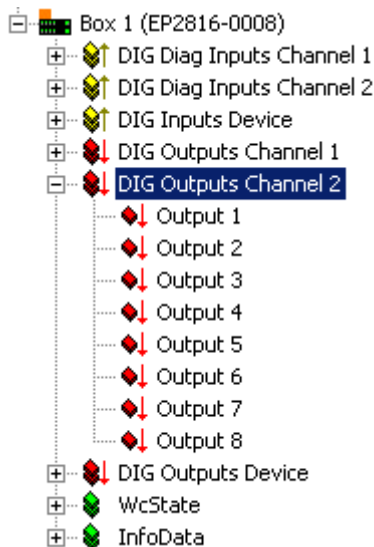 Box 1 (EP2816-0008)
DIG Diag Inputs Channel 1
DIG Diag Inputs Channel 2
DIG Inputs Device
DIG Outputs Channel 1
DIG Outputs Channel 2
Output 1
Output 2
Output 3
Output 4
Output 5
Output 6
Output 7
Output 8
DIG Outputs Device
WcState
InfoData